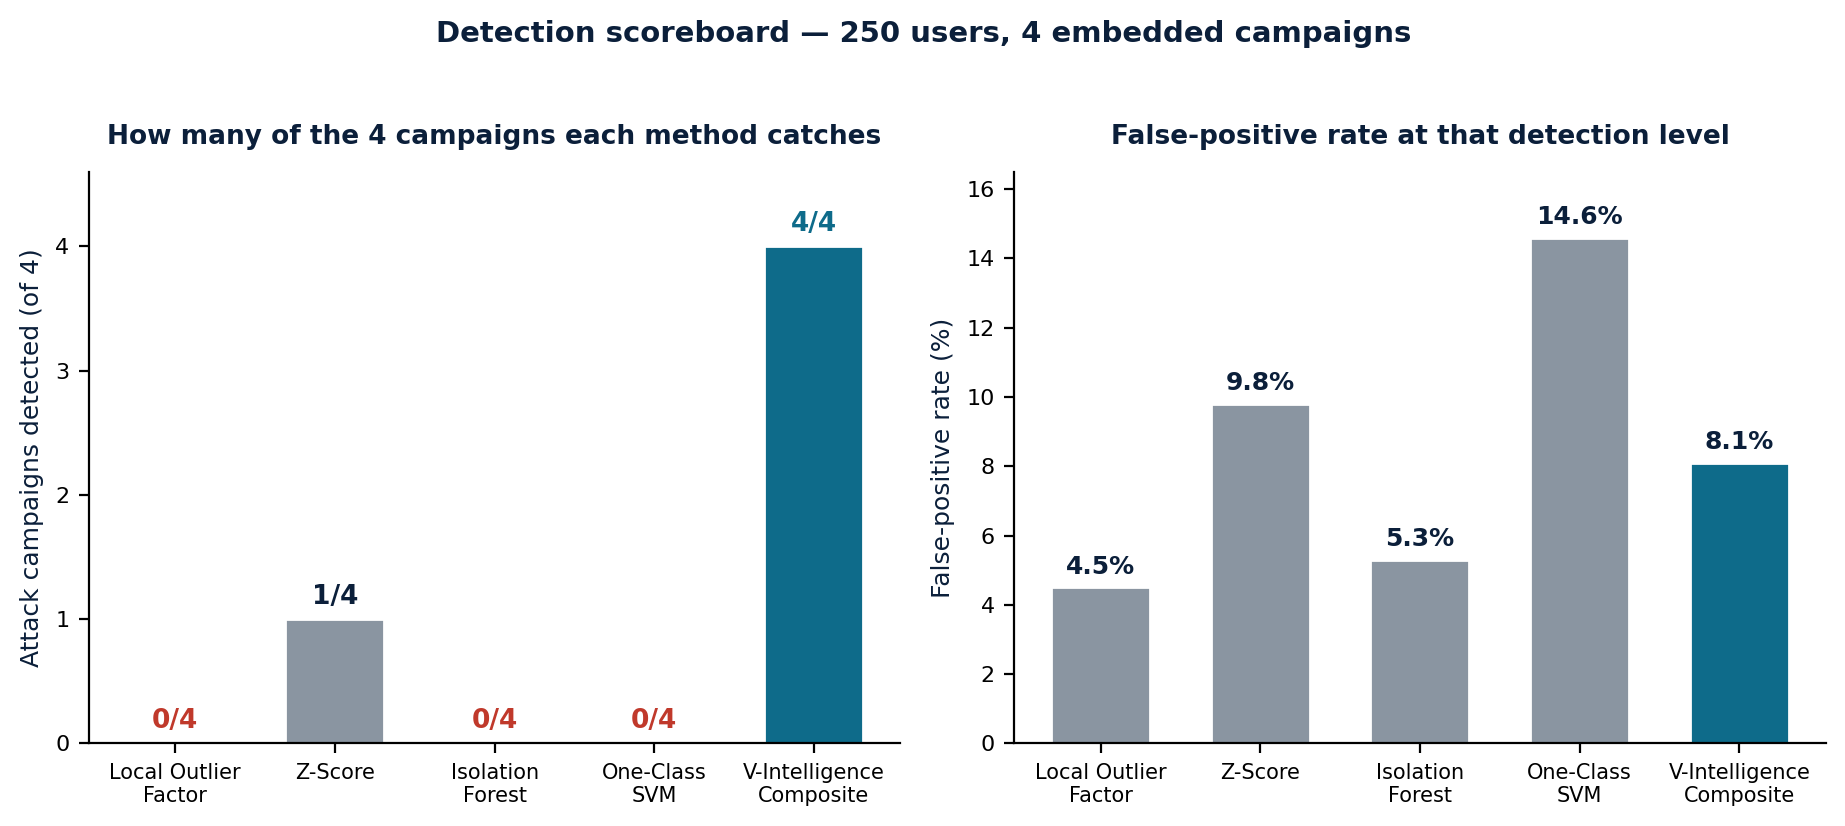 Detection scoreboard — 250 users, 4 embedded campaigns
How many of the 4 campaigns each method catches
Attack campaigns detected (of 4)
4
3
2
1
0
0/4
1/4
0/4
0/4
4/4
Local Outlier
Factor
Z-Score
Isolation
Forest
One-Class
SVM
V-Intelligence
Composite
False-positive rate at that detection level
False-positive rate (%)
16
14
12
10
8
6
4
2
0
4.5%
9.8%
5.3%
14.6%
8.1%
Local Outlier
Factor
Z-Score
Isolation
Forest
One-Class
SVM
V-Intelligence
Composite